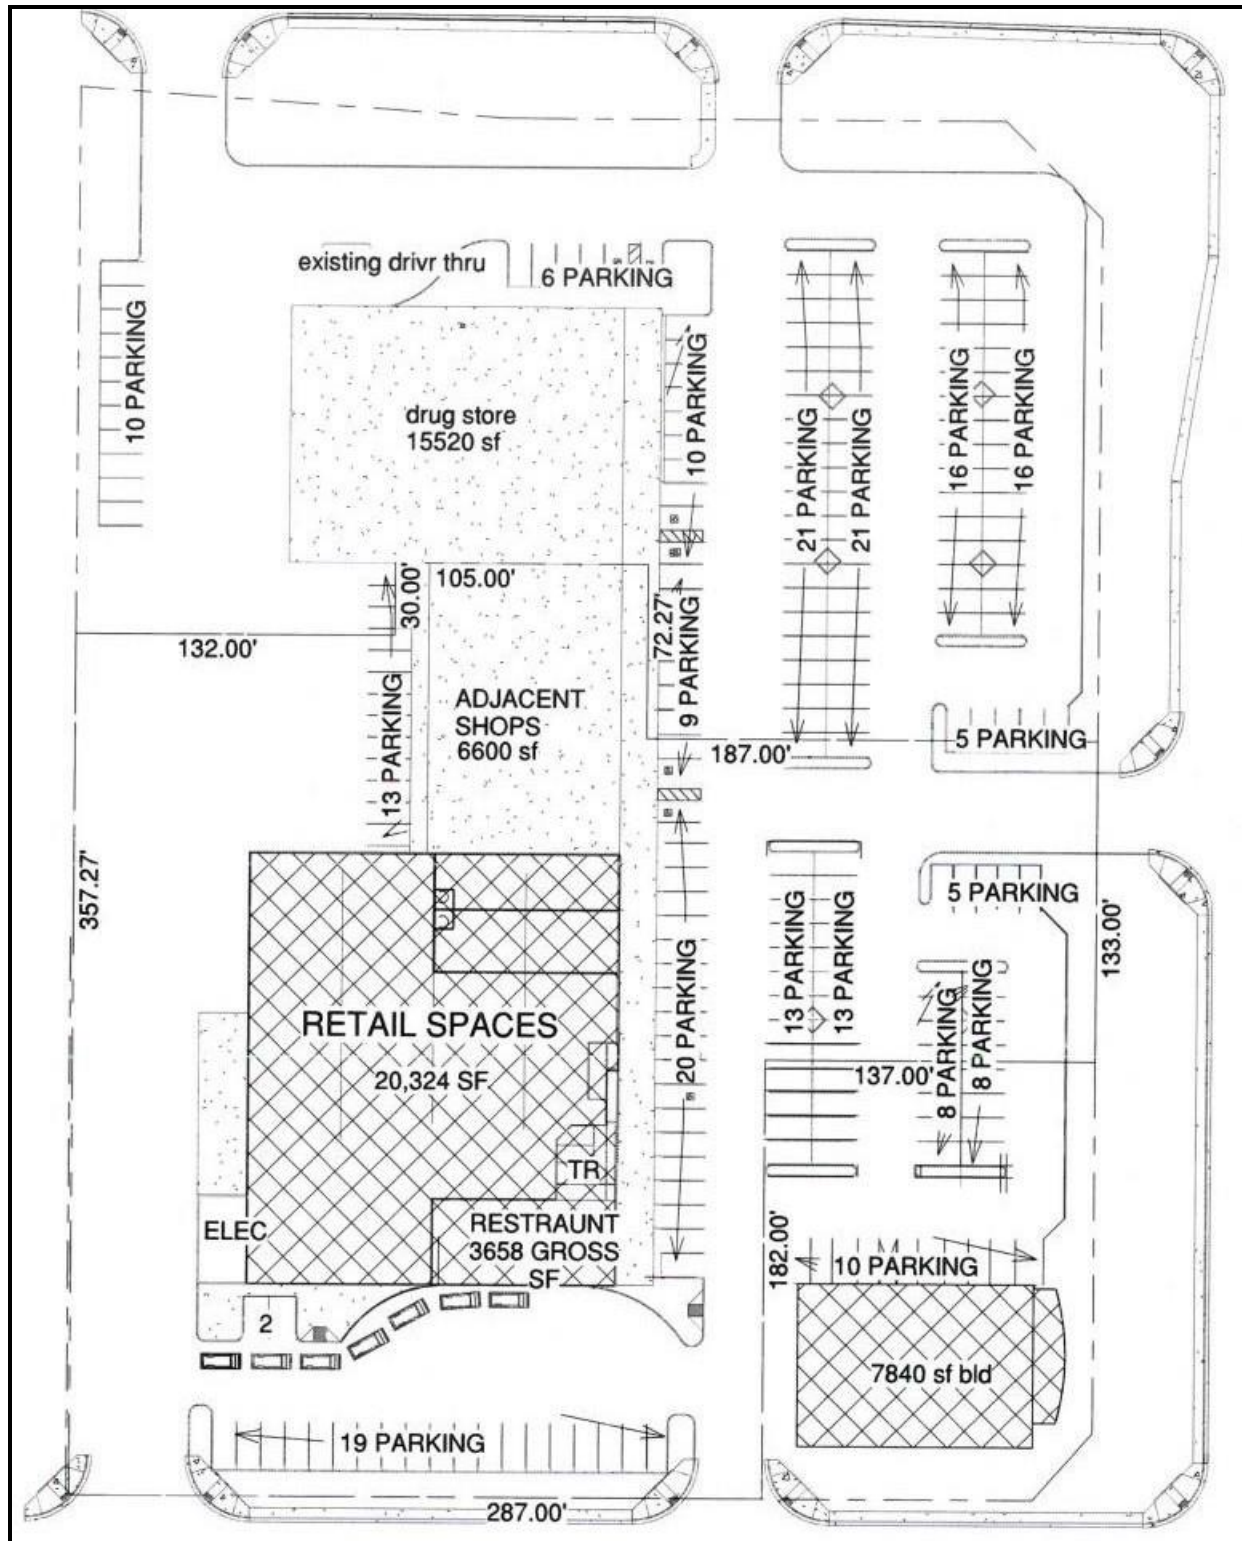 existing drivr thru
6 PARKING
10 PARKING
10 PARKING
drug store
15520 sf
21 PARKING
21 PARKING
16 PARKING
16 PARKING
30.00'
105.00'
132.00'
72.27'
9 PARKING
13 PARKING
ADJACENT
SHOPS
6600 sf
187.00'
5 PARKING
357.27'
5 PARKING
133.00'
20 PARKING
13 PARKING
13 PARKING
8 PARKING
8 PARKING
RETAIL SPACES
20,324 SF
137.00'
TR
ELEC
RESTRAUNT
3658 GROSS
SF
182.00'
10 PARKING
2
7840 sf bld
19 PARKING
287.00'